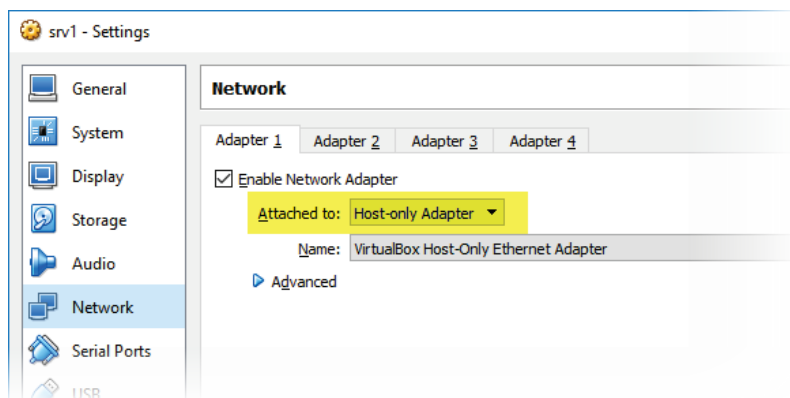 srv1 - Settings
General
System
Display
Storage
Audio
Network
Serial Ports
USB
Network
Adapter 1 Adapter 2 Adapter 3 Adapter 4
Enable Network Adapter
Attached to: Host-only Adapter
Name: VirtualBox Host-Only Ethernet Adapter
Advanced